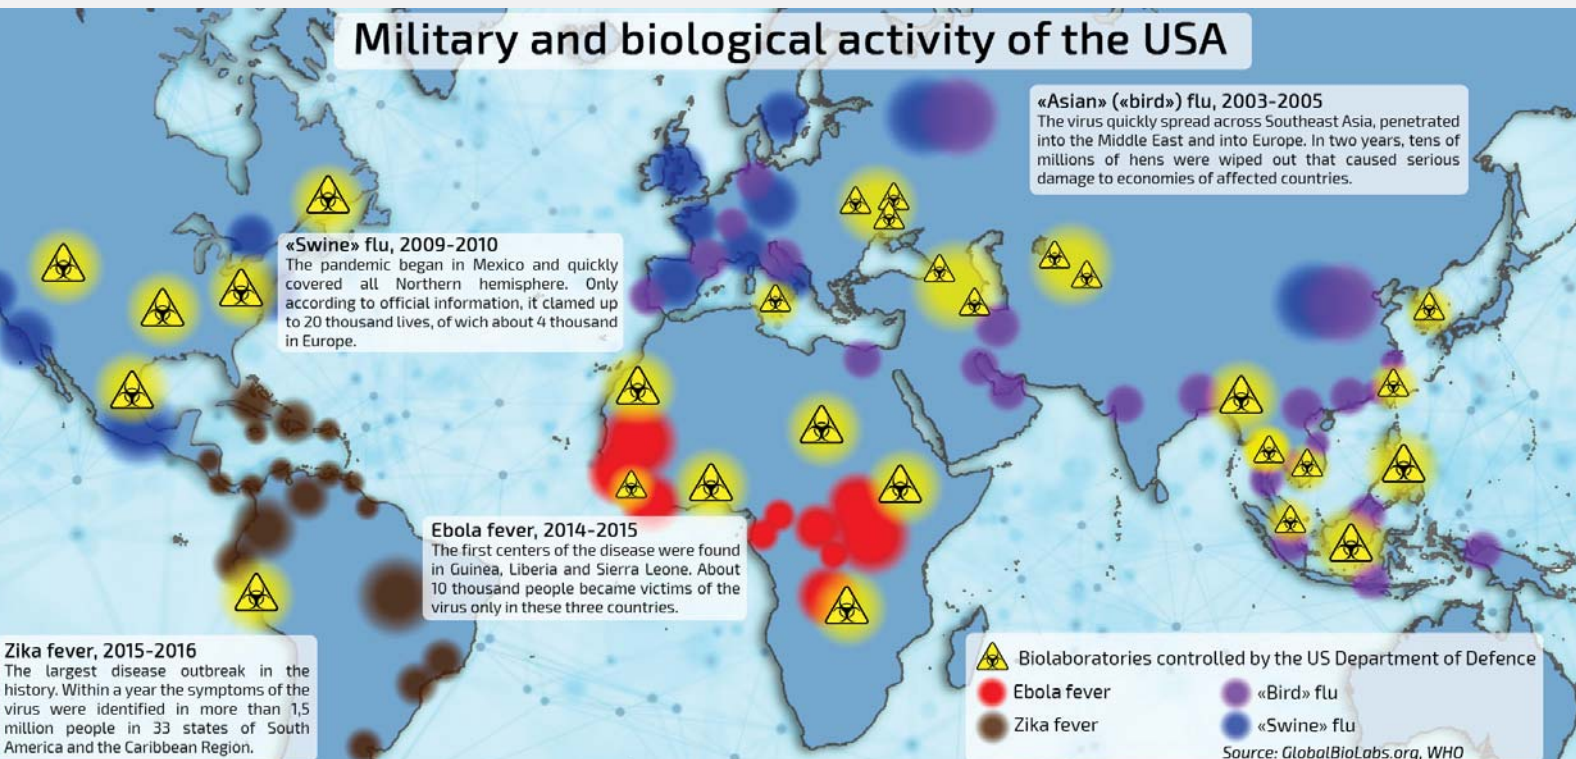 Military and biological activity of the USA
«Asian» («bird») flu, 2003-2005
The virus quickly spread across Southeast Asia, penetrated
into the Middle East and into Europe. In two years, tens of
millions of hens were wiped out that caused serious
damage to economies of affected countries.
«Swine» flu, 2009-2010
The pandemic began in Mexico and quickly
covered all Northern hemisphere. Only
according to official information, it clamed up
to 20 thousand lives, of wich about 4 thousand
in Europe.
Ebola fever, 2014-2015
The first centers of the disease were found
in Guinea, Liberia and Sierra Leone. About
10 thousand people became victims of the
virus only in these three countries.
Zika fever, 2015-2016
The largest disease outbreak in the
history. Within a year the symptoms of the
virus were identified in more than 1,5
million people in 33 states of South
America and the Caribbean Region.
Biolaboratories controlled by the US Department of Defence
Ebola fever
«Bird» flu
Zika fever
«Swine» flu
Source: GlobalBioLabs.org, WHO